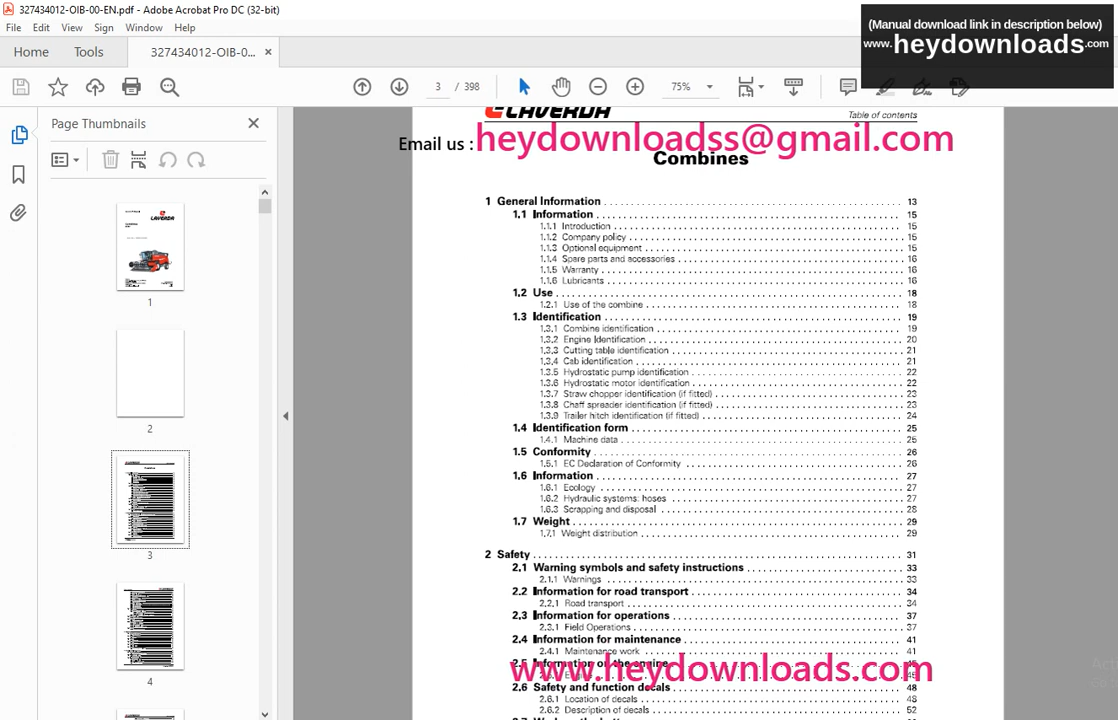 327434012-OIB-00-EN.pdf - Adobe Acrobat Pro DC (32-bit)
File Edit View Sign Window Help
Home Tools 327434012-OIB-0... ×
(Manual download link in description below)
www.heydownloads.com
3 / 398 75%
Page Thumbnails
1
2
3
4
LAVERDA Table of contents
Email us : heydownloadss@gmail.com
Combines
1 General Information 13
1.1 Information 15
1.1.1 Introduction 15
1.1.2 Company policy 15
1.1.3 Optional equipment 15
1.1.4 Spare parts and accessories 16
1.1.5 Warranty 16
1.1.6 Lubricants 16
1.2 Use 18
1.2.1 Use of the combine 18
1.3 Identification 19
1.3.1 Combine identification 19
1.3.2 Engine Identification 20
1.3.3 Cutting table identification 21
1.3.4 Cab identification 21
1.3.5 Hydrostatic pump identification 22
1.3.6 Hydrostatic motor identification 22
1.3.7 Straw chopper identification (if fitted) 23
1.3.8 Chaff spreader identification (if fitted) 23
1.3.9 Trailer hitch identification (if fitted) 24
1.4 Identification form 25
1.4.1 Machine data 25
1.5 Conformity 26
1.5.1 EC Declaration of Conformity 26
1.6 Information 27
1.6.1 Ecology 27
1.6.2 Hydraulic systems: hoses 27
1.6.3 Scrapping and disposal 28
1.7 Weight 29
1.7.1 Weight distribution 29
2 Safety 31
2.1 Warning symbols and safety instructions 33
2.1.1 Warnings 33
2.2 Information for road transport 34
2.2.1 Road transport 34
2.3 Information for operations 37
2.3.1 Field Operations 37
2.4 Information for maintenance 41
2.4.1 Maintenance work 41
2.5 Information on the engine
www.heydownloads.com
2.6 Safety and function decals 48
2.6.1 Location of decals 48
2.6.2 Description of decals 52